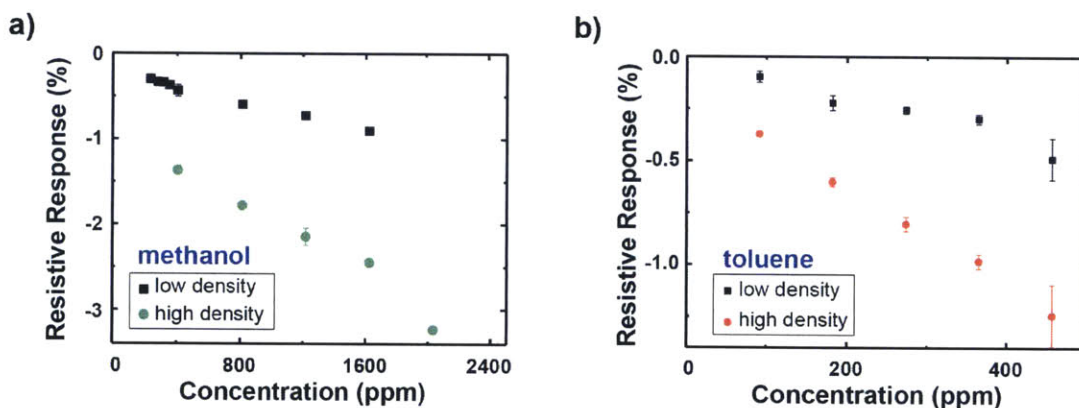 a)
0
-1
-2
-3
Resistive Response (%)
methanol
low density
high density
0 800 1600 2400
Concentration (ppm)
b)
0.0
-0.5
-1.0
Resistive Response (%)
toluene
low density
high density
0 200 400
Concentration (ppm)